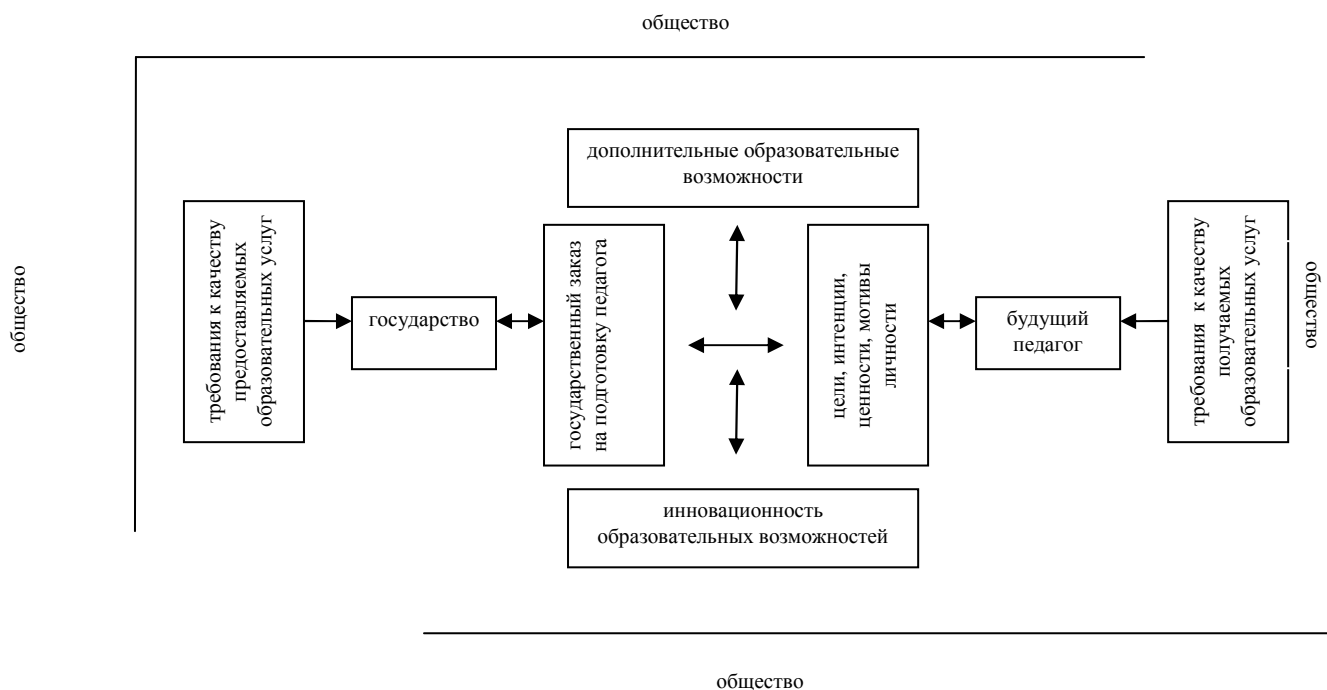 общество
общество
дополнительные образовательные
возможности
требования к качеству
предоставляемых
образовательных услуг
государство
государственный заказ
на подготовку педагога
цели, интенции,
ценности, мотивы
личности
будущий
педагог
требования к качеству
получаемых
образовательных услуг
общество
инновационность
образовательных возможностей
общество